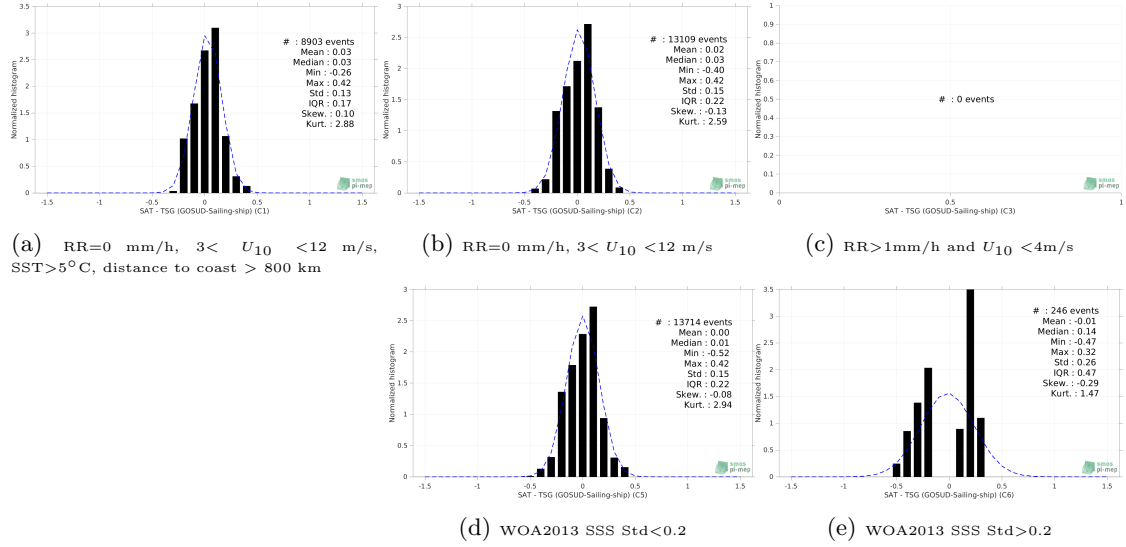 3.5
3
2.5
2
1.5
1
0.5
0
Normalized histogram
# : 8903 events
Mean : 0.03
Median : 0.03
Min : -0.26
Max : 0.42
Std : 0.13
IQR : 0.17
Skew. : 0.10
Kurt. : 2.88
smos
pi-mep
-1.5 -1 -0.5 0 0.5 1 1.5
SAT - TSG (GOSUD-Sailing-ship) (C1)
(a) RR=0 mm/h, 3< U10 <12 m/s,
SST>5°C, distance to coast > 800 km
3
2.5
2
1.5
1
0.5
0
Normalized histogram
# : 13109 events
Mean : 0.02
Median : 0.03
Min : -0.40
Max : 0.42
Std : 0.15
IQR : 0.22
Skew. : -0.13
Kurt. : 2.59
smos
pi-mep
-1.5 -1 -0.5 0 0.5 1 1.5
SAT - TSG (GOSUD-Sailing-ship) (C2)
(b) RR=0 mm/h, 3< U10 <12 m/s
1
0.9
0.8
0.7
0.6
0.5
0.4
0.3
0.2
0.1
0
Normalized histogram
# : 0 events
smos
pi-mep
0 0.5 1
SAT - TSG (GOSUD-Sailing-ship) (C3)
(c) RR>1mm/h and U10 <4m/s
3
2.5
2
1.5
1
0.5
0
Normalized histogram
# : 13714 events
Mean : 0.00
Median : 0.01
Min : -0.52
Max : 0.42
Std : 0.15
IQR : 0.22
Skew. : -0.08
Kurt. : 2.94
smos
pi-mep
-1.5 -1 -0.5 0 0.5 1 1.5
SAT - TSG (GOSUD-Sailing-ship) (C5)
(d) WOA2013 SSS Std<0.2
3.5
3
2.5
2
1.5
1
0.5
0
Normalized histogram
# : 246 events
Mean : -0.01
Median : 0.14
Min : -0.47
Max : 0.32
Std : 0.26
IQR : 0.47
Skew. : -0.29
Kurt. : 1.47
smos
pi-mep
-1.5 -1 -0.5 0 0.5 1 1.5
SAT - TSG (GOSUD-Sailing-ship) (C6)
(e) WOA2013 SSS Std>0.2